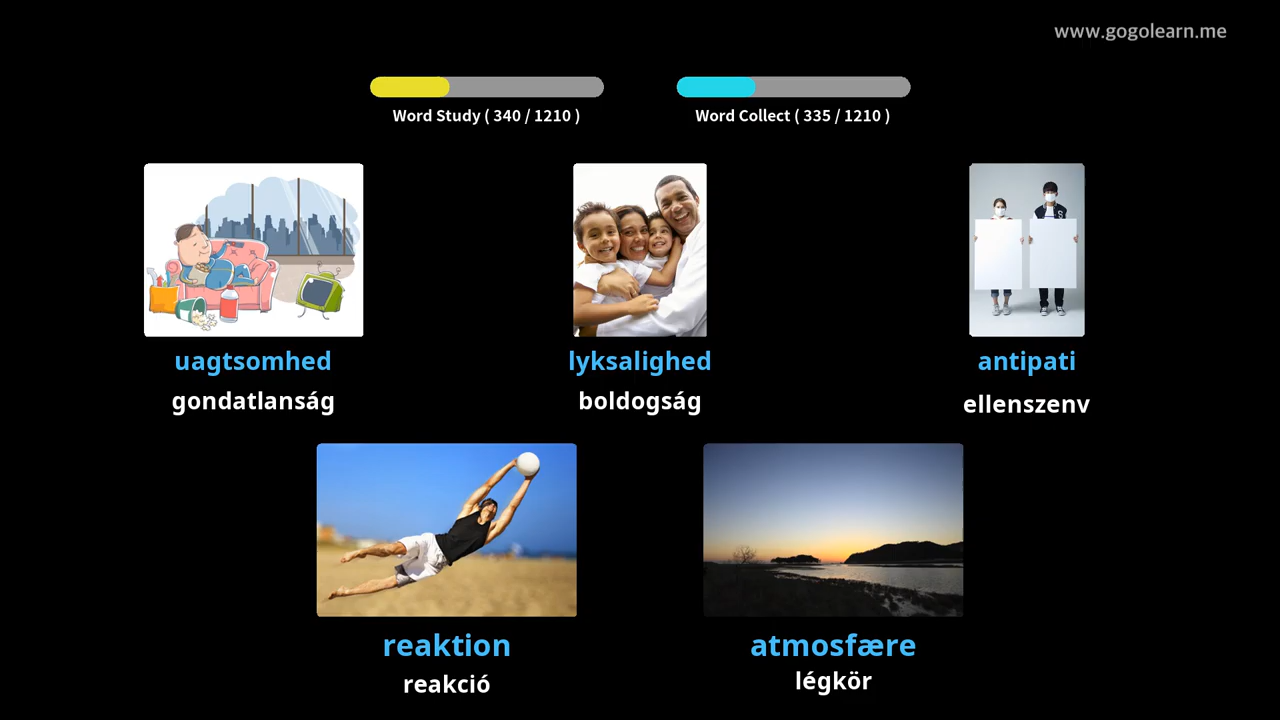 www.gogolearn.me
Word Study ( 340 / 1210 )
Word Collect ( 335 / 1210 )
uagtsomhed
gondatlanság
lyksalighed
boldogság
antipati
ellenszenv
reaktion
reakció
atmosfære
légkör